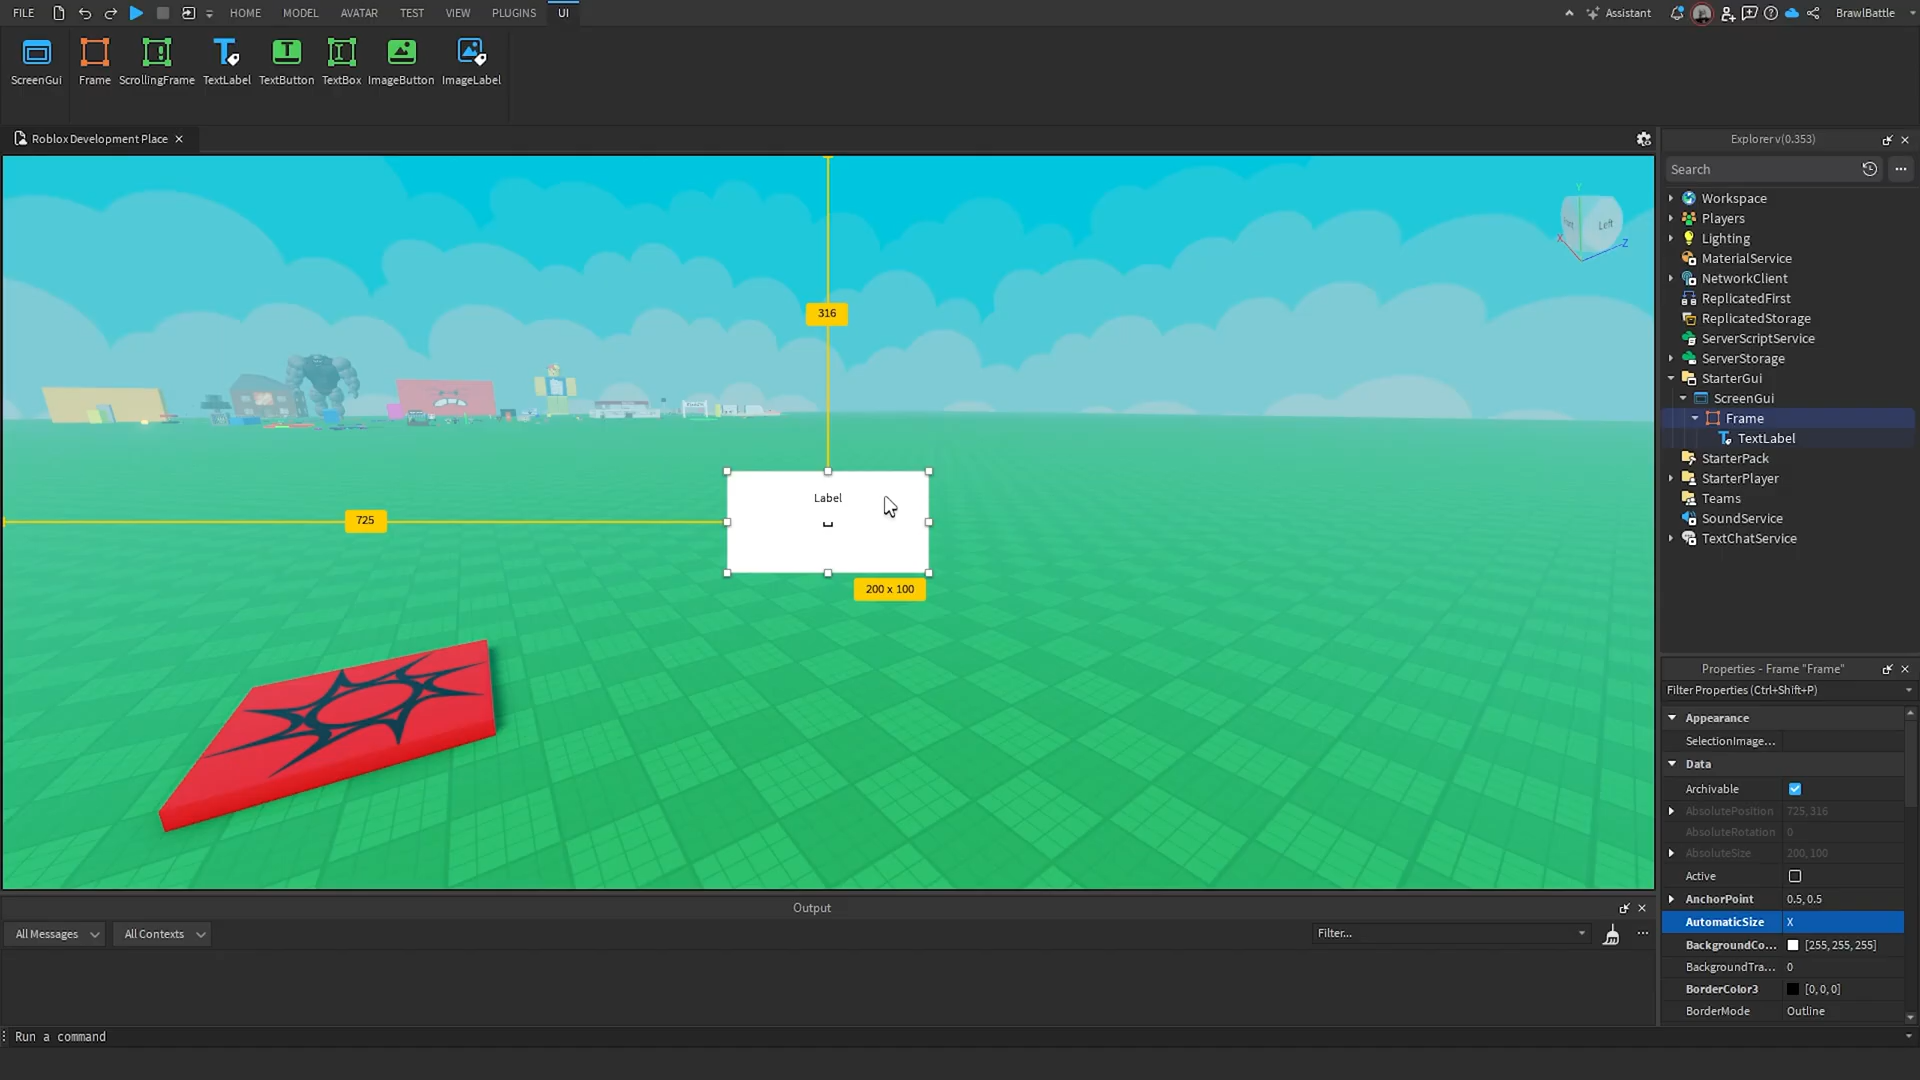 FILE HOME MODEL AVATAR TEST VIEW PLUGINS UI Assistant BrawlBattle
ScreenGui Frame ScrollingFrame TextLabel TextButton TextBox ImageButton ImageLabel
Roblox Development Place
316
725
Label
200 x 100
Left
Y
X
Z
Explorer v(0.353)
Search
Workspace
Players
Lighting
MaterialService
NetworkClient
ReplicatedFirst
ReplicatedStorage
ServerScriptService
ServerStorage
StarterGui
ScreenGui
Frame
TextLabel
StarterPack
StarterPlayer
Teams
SoundService
TextChatService
Properties - Frame "Frame"
Filter Properties (Ctrl+Shift+P)
Appearance
SelectionImage...
Data
Archivable
AbsolutePosition 725, 316
AbsoluteRotation 0
AbsoluteSize 200, 100
Active
AnchorPoint 0.5, 0.5
AutomaticSize X
BackgroundCo... [255, 255, 255]
BackgroundTra... 0
BorderColor3 [0, 0, 0]
BorderMode Outline
Output
All Messages All Contexts Filter...
Run a command